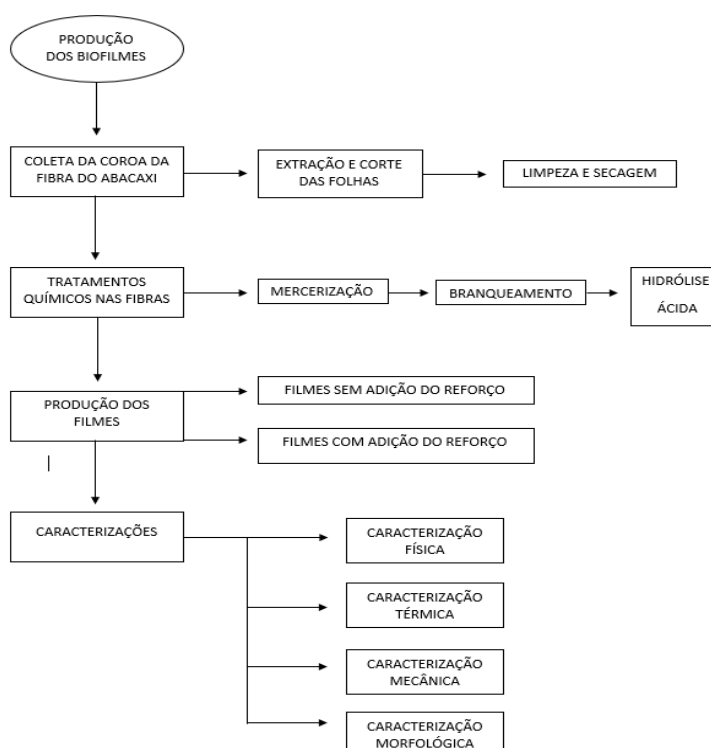 PRODUÇÃO
DOS BIOFILMES
COLETA DA COROA DA
FIBRA DO ABACAXI
EXTRAÇÃO E CORTE
DAS FOLHAS
LIMPEZA E SECAGEM
TRATAMENTOS
QUÍMICOS NAS FIBRAS
MERCERIZAÇÃO
BRANQUEAMENTO
HIDRÓLISE
ÁCIDA
PRODUÇÃO DOS
FILMES
FILMES SEM ADIÇÃO DO REFORÇO
FILMES COM ADIÇÃO DO REFORÇO
CARACTERIZAÇÕES
CARACTERIZAÇÃO
FÍSICA
CARACTERIZAÇÃO
TÉRMICA
CARACTERIZAÇÃO
MECÂNICA
CARACTERIZAÇÃO
MORFOLÓGICA